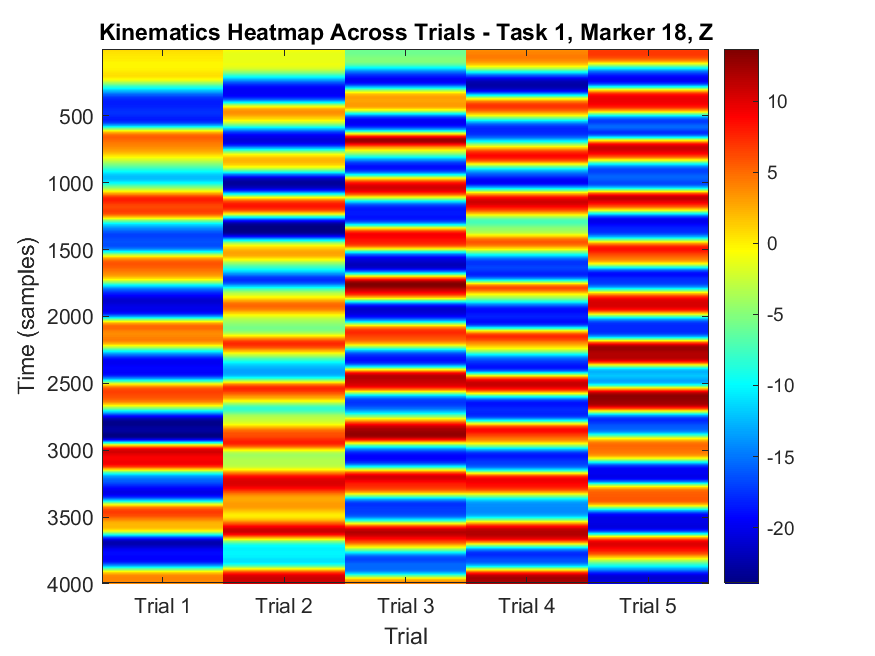 Kinematics Heatmap Across Trials - Task 1, Marker 18, Z
Time (samples)
500
1000
1500
2000
2500
3000
3500
4000
Trial 1
Trial 2
Trial 3
Trial 4
Trial 5
Trial
10
5
0
-5
-10
-15
-20